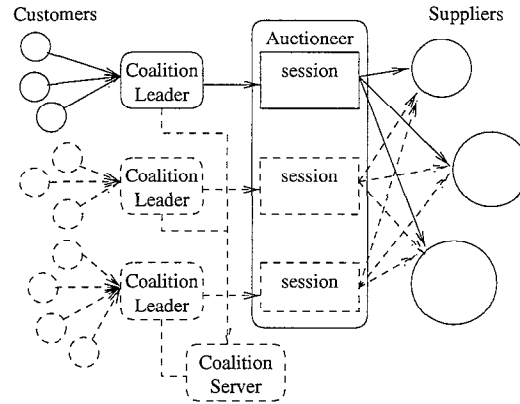 Customers
Suppliers
Auctioneer
Coalition
Leader
session
Coalition
Leader
session
Coalition
Leader
session
Coalition
Server